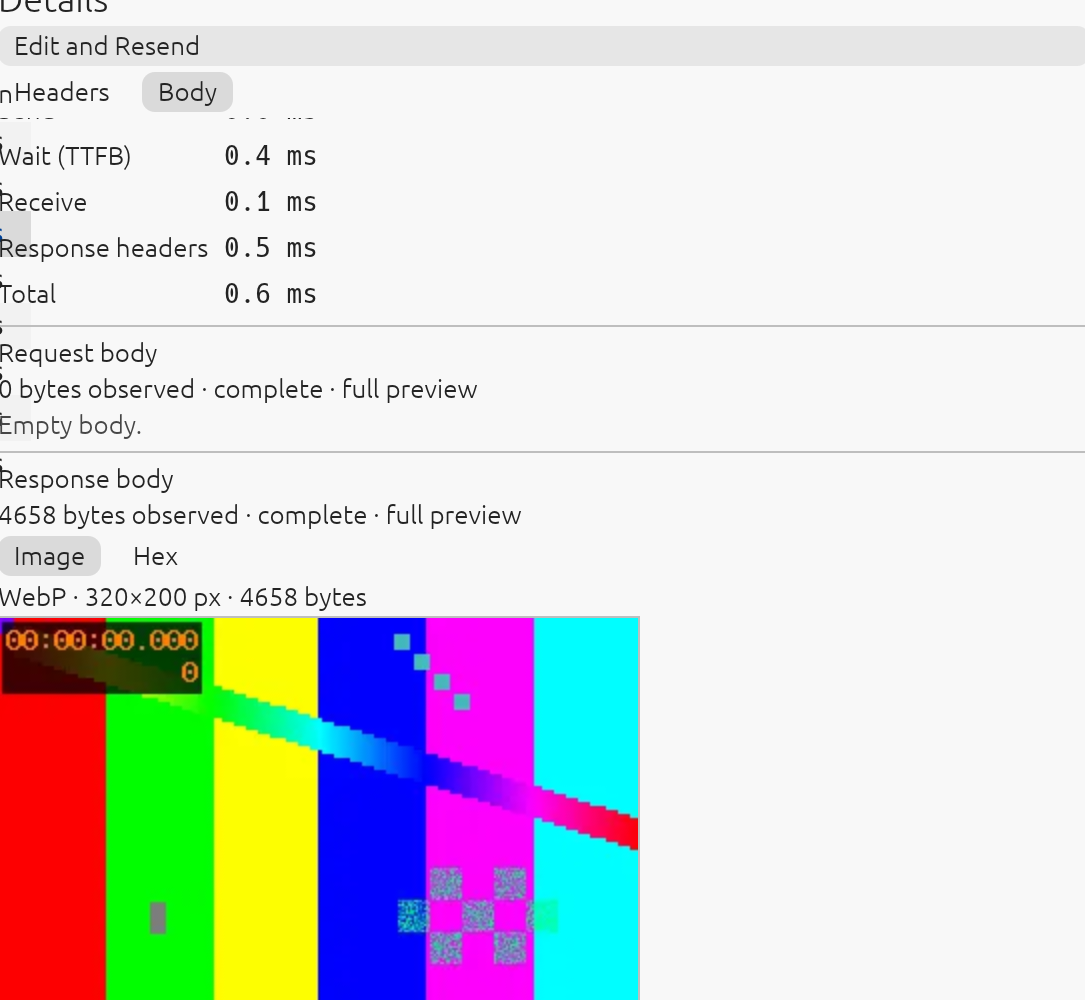 Details
Edit and Resend
Headers Body
Wait (TTFB) 0.4 ms
Receive 0.1 ms
Response headers 0.5 ms
Total 0.6 ms
Request body
0 bytes observed · complete · full preview
Empty body.
Response body
4658 bytes observed · complete · full preview
Image Hex
WebP · 320×200 px · 4658 bytes
00:00:00.000
0